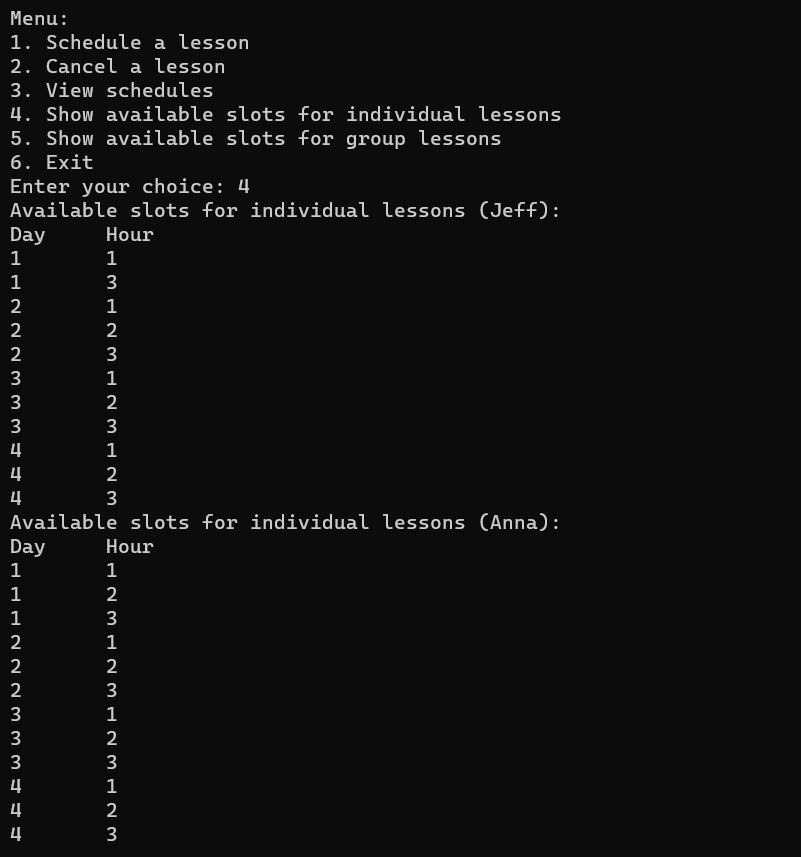 Menu:
1. Schedule a lesson
2. Cancel a lesson
3. View schedules
4. Show available slots for individual lessons
5. Show available slots for group lessons
6. Exit
Enter your choice: 4
Available slots for individual lessons (Jeff):
Day     Hour
1       1
1       3
2       1
2       2
2       3
3       1
3       2
3       3
4       1
4       2
4       3
Available slots for individual lessons (Anna):
Day     Hour
1       1
1       2
1       3
2       1
2       2
2       3
3       1
3       2
3       3
4       1
4       2
4       3